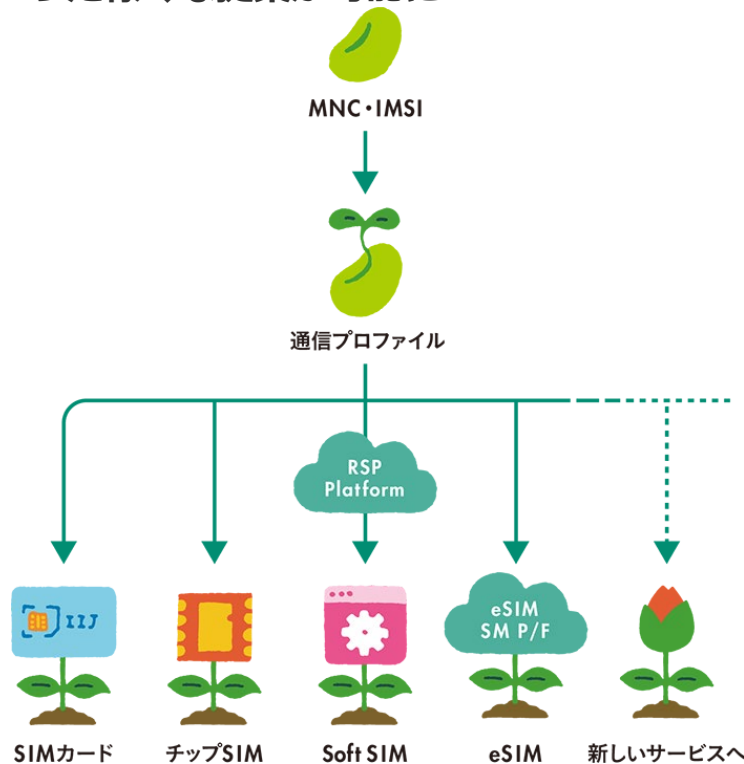 MNC・IMSI
通信プロファイル
RSP
Platform
IIJ
eSIM
SM P/F
SIMカード
チップSIM
Soft SIM
eSIM
新しいサービスへ